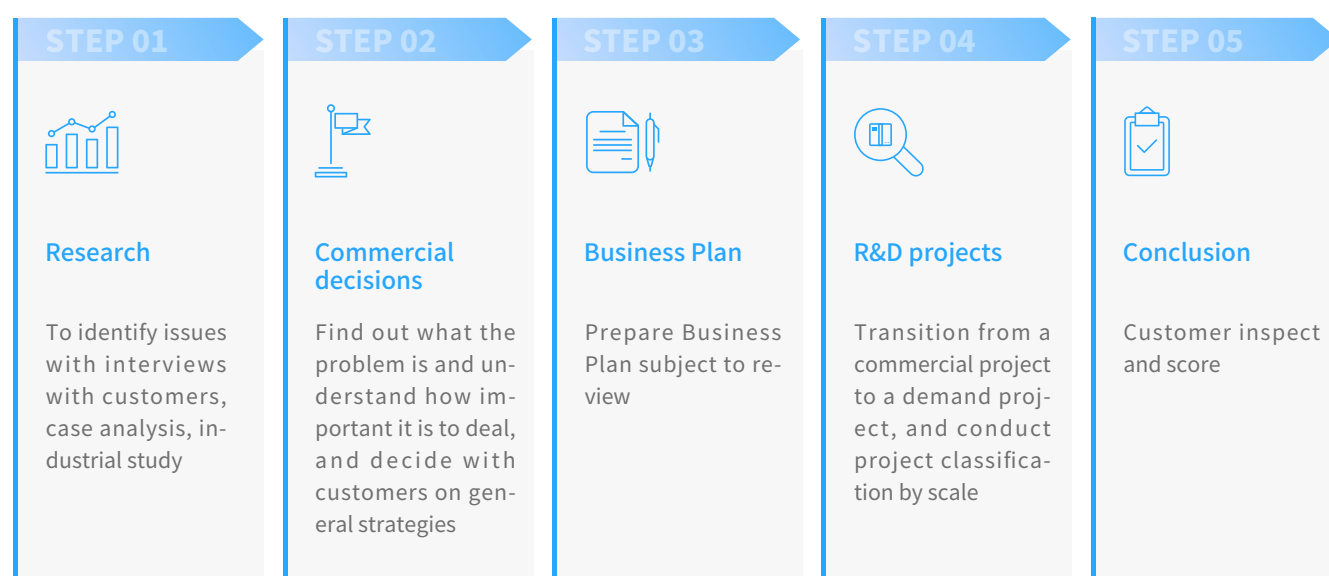 STEP 01
Research
To identify issues
with interviews
with customers,
case analysis, in-
dustrial study
STEP 02
Commercial
decisions
Find out what the
problem is and un-
derstand how im-
portant it is to deal,
and decide with
customers on gen-
eral strategies
STEP 03
Business Plan
Prepare Business
Plan subject to re-
view
STEP 04
R&D projects
Transition from a
commercial project
to a demand proj-
ect, and conduct
project classifica-
tion by scale
STEP 05
Conclusion
Customer inspect
and score